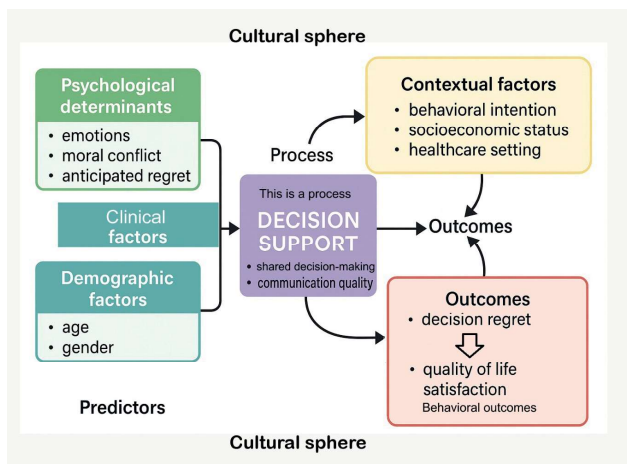 Cultural sphere
Psychological
determinants
• emotions
• moral conflict
• anticipated regret
Clinical
factors
Demographic
factors
• age
• gender
Predictors
Process
This is a process
DECISION
SUPPORT
• shared decision-making
• communication quality
Contextual factors
• behavioral intention
• socioeconomic status
• healthcare setting
Outcomes
Outcomes
• decision regret
• quality of life
satisfaction
Behavioral outcomes
Cultural sphere